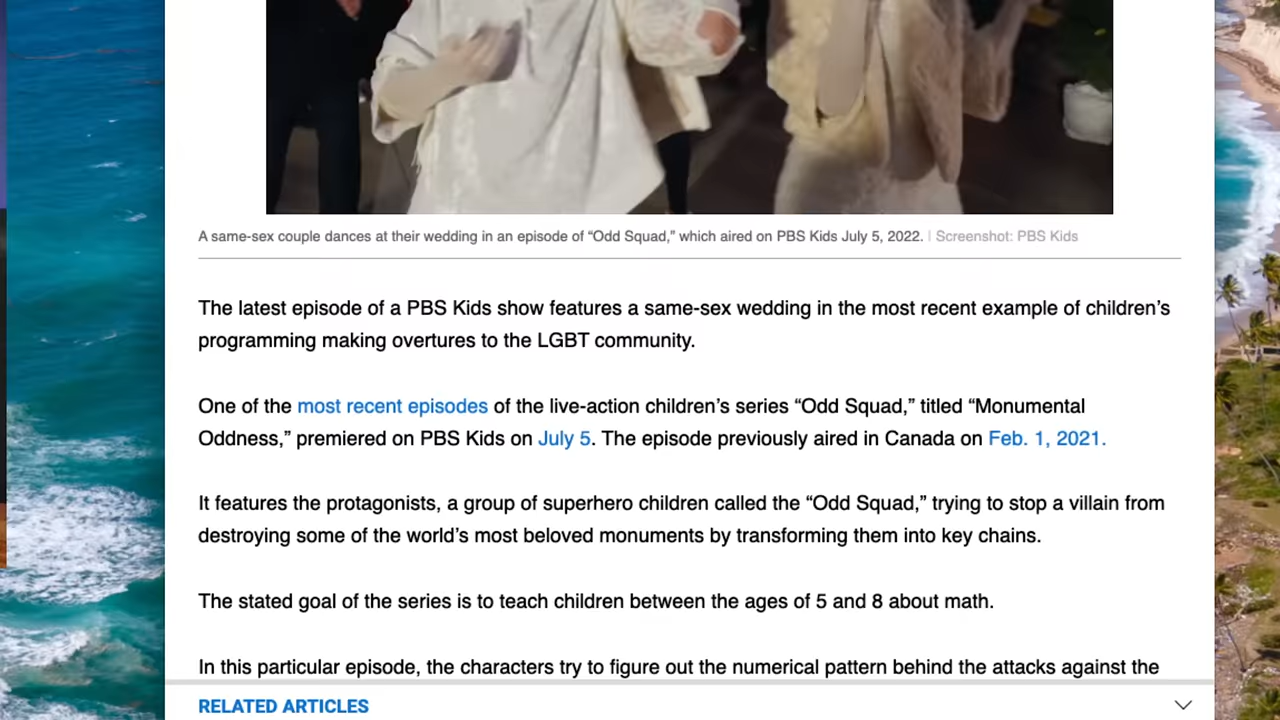 A same-sex couple dances at their wedding in an episode of “Odd Squad,” which aired on PBS Kids July 5, 2022. | Screenshot: PBS Kids
The latest episode of a PBS Kids show features a same-sex wedding in the most recent example of children’s
programming making overtures to the LGBT community.
One of the most recent episodes of the live-action children’s series “Odd Squad,” titled “Monumental
Oddness,” premiered on PBS Kids on July 5. The episode previously aired in Canada on Feb. 1, 2021.
It features the protagonists, a group of superhero children called the “Odd Squad,” trying to stop a villain from
destroying some of the world’s most beloved monuments by transforming them into key chains.
The stated goal of the series is to teach children between the ages of 5 and 8 about math.
In this particular episode, the characters try to figure out the numerical pattern behind the attacks against the
RELATED ARTICLES